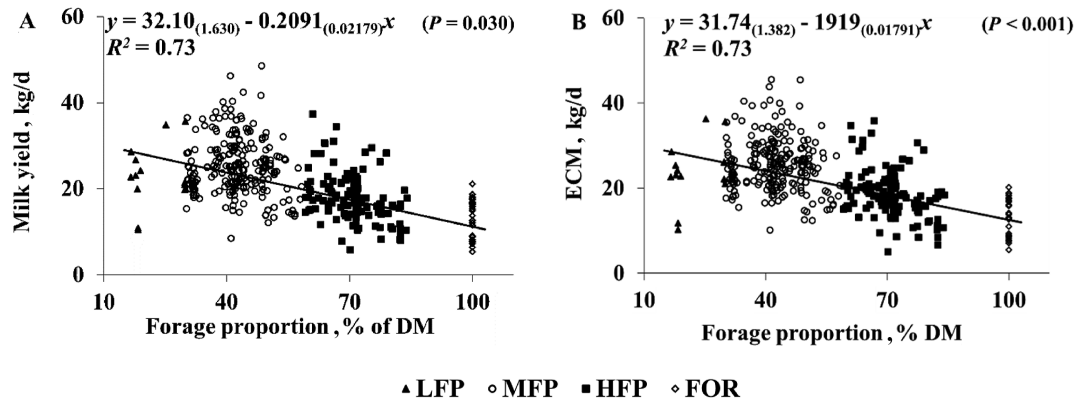 A y = 32.10(1.630) - 0.2091(0.02179)x (P = 0.030)
R² = 0.73
60
40
20
0
Milk yield, kg/d
10 40 70 100
Forage proportion , % of DM
B y = 31.74(1.382) - 1919(0.01791)x (P < 0.001)
R² = 0.73
60
40
20
0
ECM , kg/d
10 40 70 100
Forage proportion , % DM
▲ LFP ○ MFP ■ HFP ◇ FOR